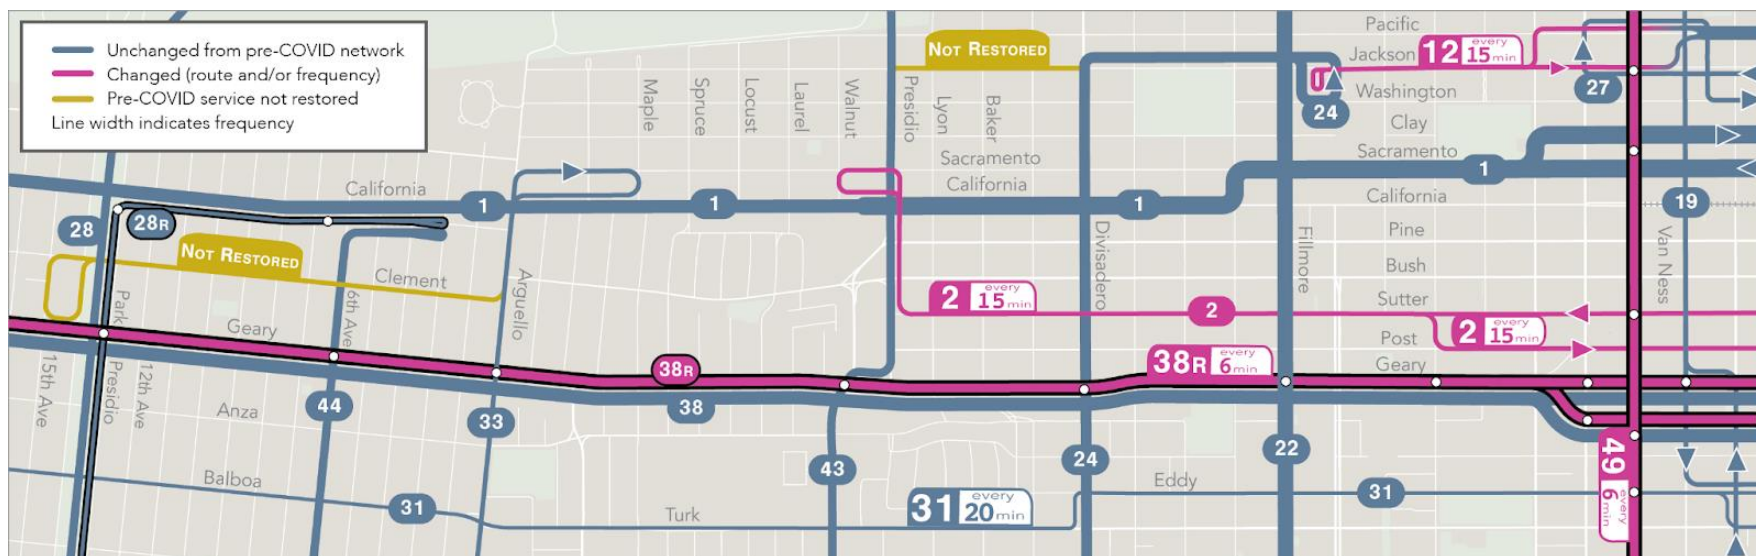 Unchanged from pre-COVID network
Changed (route and/or frequency)
Pre-COVID service not restored
Line width indicates frequency
Pacific
Jackson
12 every 15 min
Washington
27
24
Clay
Sacramento
California
NOT RESTORED
Maple
Spruce
Locust
Laurel
Walnut
Presidio
Lyon
Baker
Sacramento
California
California
1
1
1
1
19
28
28R
NOT RESTORED
Clement
Arguello
Park Presidio
6th Ave
12th Ave
15th Ave
Geary
Divisadero
Fillmore
Van Ness
Pine
Bush
Sutter
Post
Geary
2 every 15 min
2
2 every 15 min
38R
38R every 6 min
38
Anza
44
33
43
24
22
49 every 6 min
Balboa
31
Turk
31 every 20 min
Eddy
31